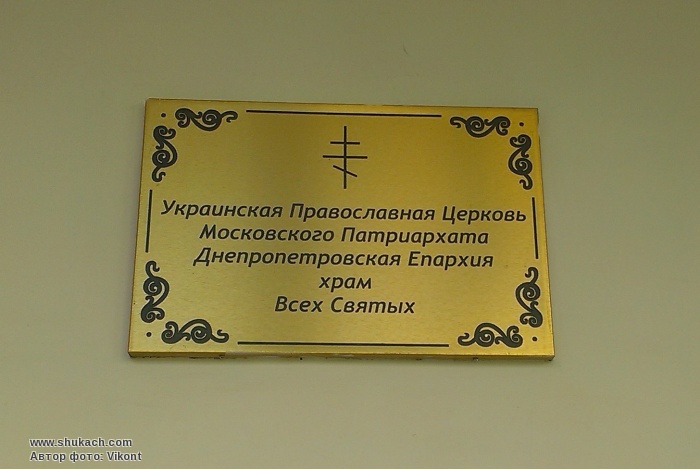 Украинская Православная Церковь
Московского Патриархата
Днепропетровская Епархия
храм
Всех Святых
www.shukach.com
Автор фото: Vikont